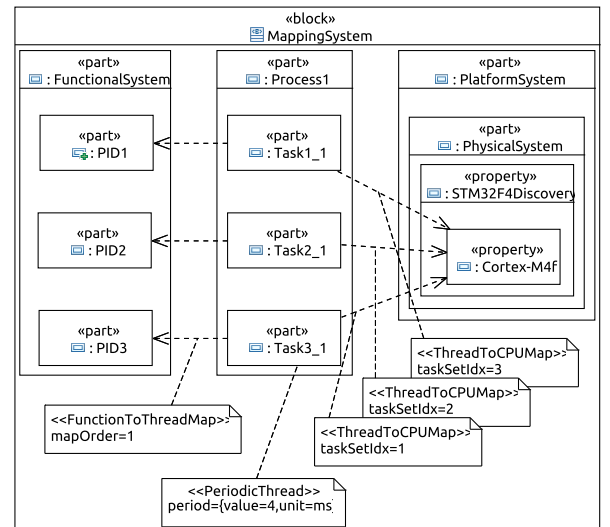 «block»
MappingSystem
«part»
: FunctionalSystem
«part»
: PID1
«part»
: PID2
«part»
: PID3
«part»
: Process1
«part»
: Task1_1
«part»
: Task2_1
«part»
: Task3_1
«part»
: PlatformSystem
«part»
: PhysicalSystem
«property»
: STM32F4Discovery
«property»
: Cortex-M4f
<<ThreadToCPUMap>>
taskSetIdx=3
<<ThreadToCPUMap>>
taskSetIdx=2
<<ThreadToCPUMap>>
taskSetIdx=1
<<FunctionToThreadMap>>
mapOrder=1
<<PeriodicThread>>
period={value=4,unit=ms